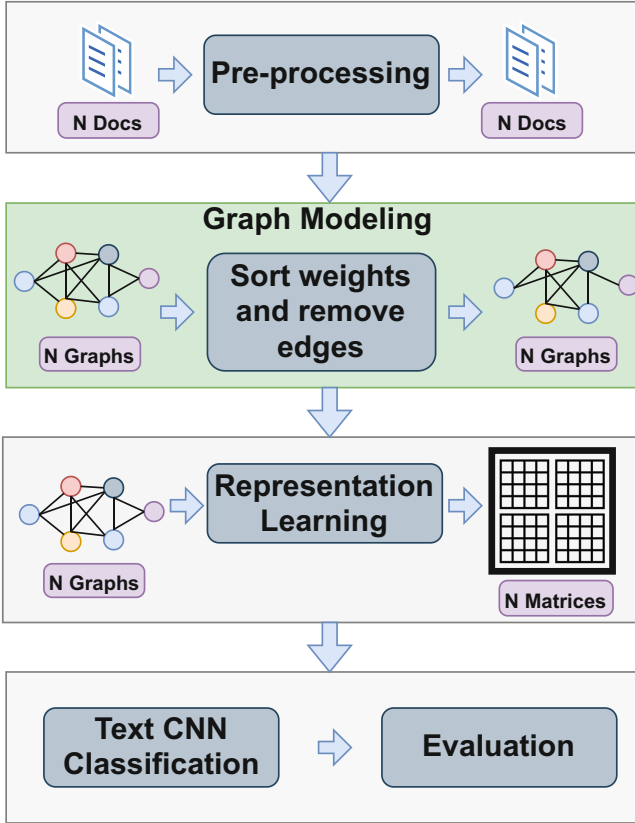 Pre-processing
N Docs
N Docs
Graph Modeling
Sort weights
and remove
edges
N Graphs
N Graphs
Representation
Learning
N Graphs
N Matrices
Text CNN
Classification
Evaluation